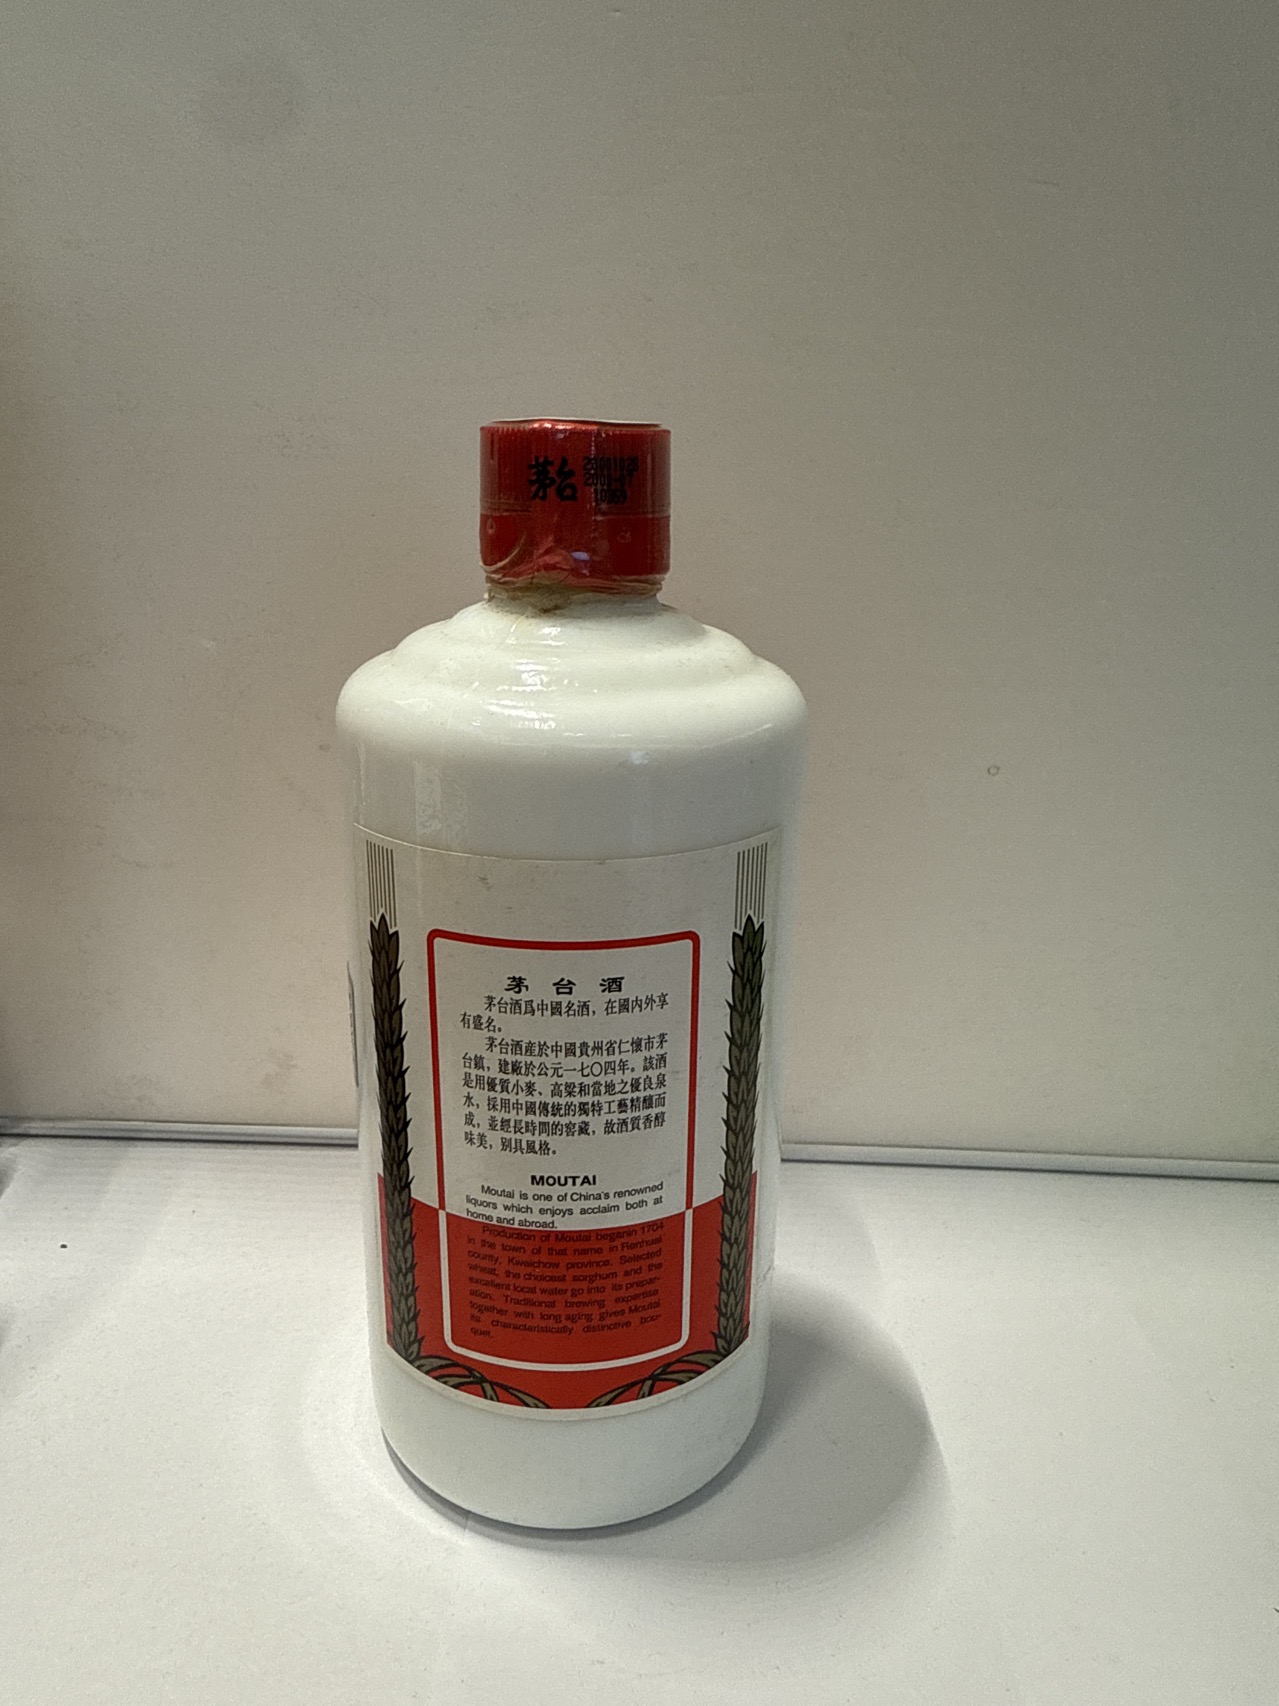 茅台
茅台酒
茅台酒爲中國名酒，在國内外享
有盛名。
茅台酒産於中國貴州省仁懷市茅
台鎮，建廠於公元一七〇四年。該酒
是用優質小麥、高粱和當地之優良泉
水，採用中國傳統的獨特工藝精釀而
成，並經長時間的窖藏，故酒質香醇
味美，别具風格。
MOUTAI
Moutai is one of China's renowned
liquors which enjoys acclaim both at
home and abroad.
Production of Moutai beganin 1704
in the town of that name in Renhuai
county, Kweichow province. Selected
wheat, the choicest sorghum and the
excellent local water go into its prepar-
ation. Traditional brewing expertise
together with long aging gives Moutai
its characteristically distinctive bou-
quet.